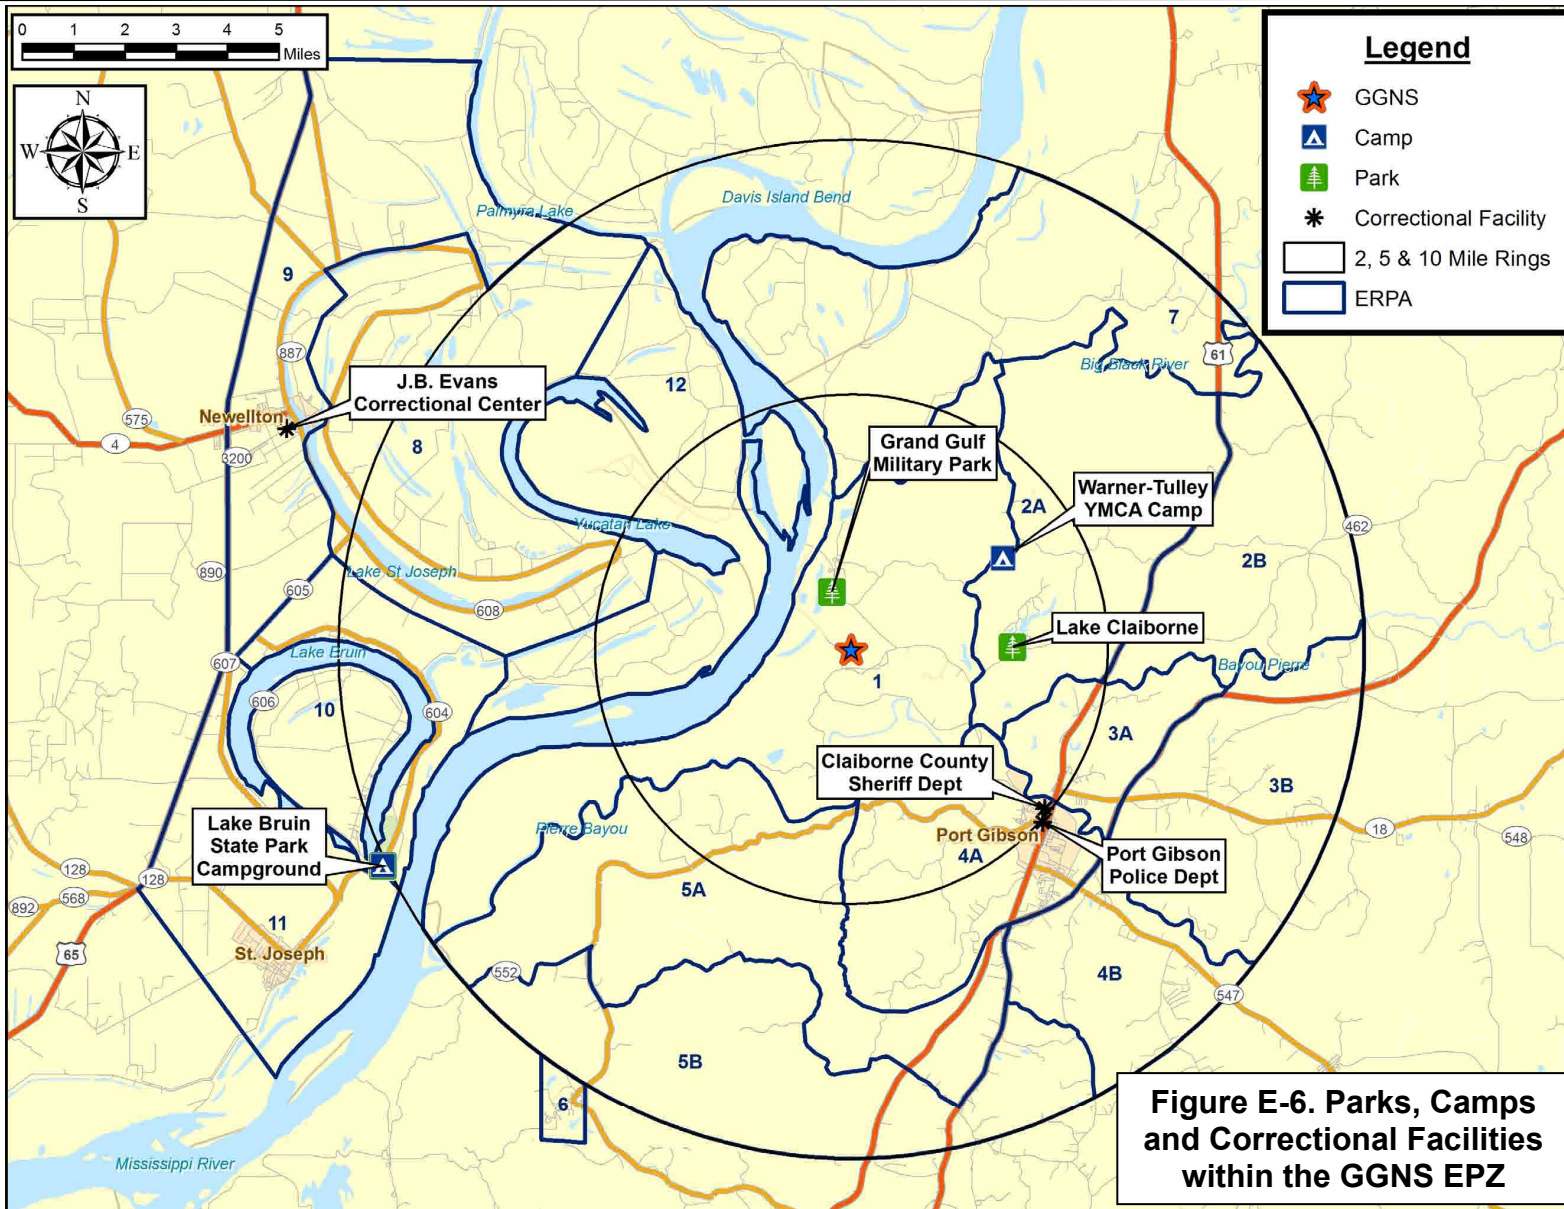 0 1 2 3 4 5
Miles
N
W E
S
Legend
GGNS
Camp
Park
Correctional Facility
2, 5 & 10 Mile Rings
ERPA
Davis Island Bend
Palmyra Lake
9
7
61
Big Black River
887
12
J.B. Evans
Correctional Center
Newellton
575
4
3200
8
Grand Gulf
Military Park
Warner-Tulley
YMCA Camp
2A
462
Yucatan Lake
2B
890
Lake St Joseph
605
608
Lake Claiborne
607
Lake Bruin
Bayou Pierre
1
606
10
604
3A
Claiborne County
Sheriff Dept
3B
Lake Bruin
State Park
Campground
Pierre Bayou
Port Gibson
4A
18
548
Port Gibson
Police Dept
128
128
568
892
5A
11
65
St. Joseph
552
4B
547
5B
6
Mississippi River
Figure E-6. Parks, Camps
and Correctional Facilities
within the GGNS EPZ